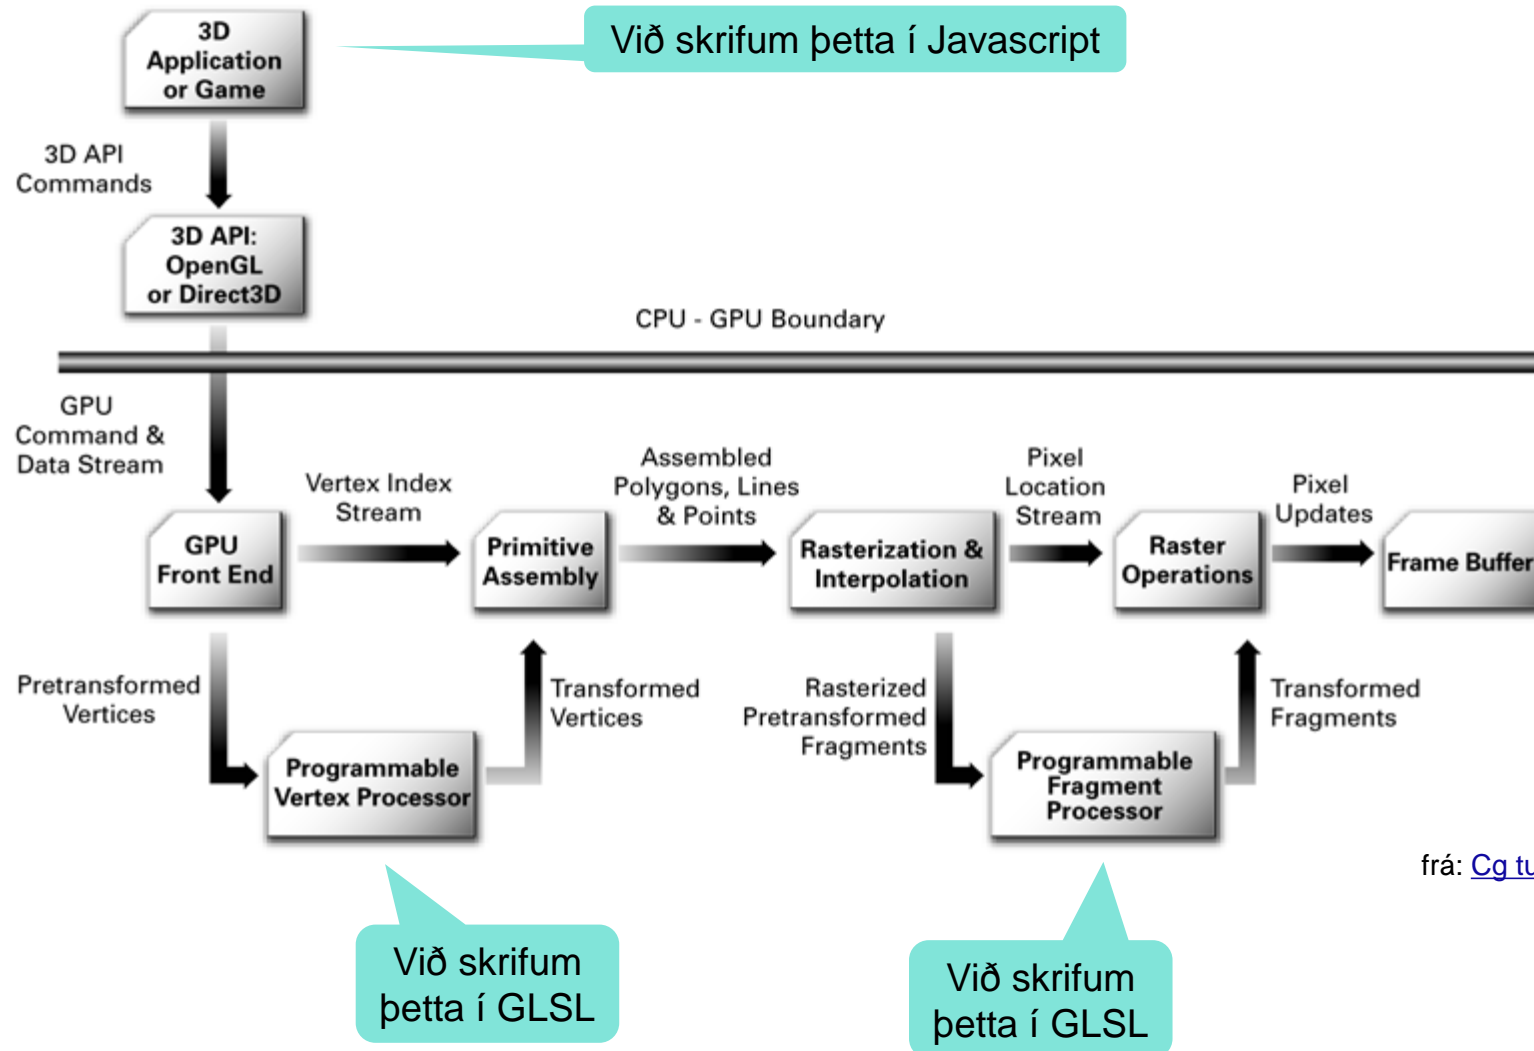 3D
Application
or Game
Við skrifum þetta í Javascript
3D API
Commands
3D API:
OpenGL
or Direct3D
CPU - GPU Boundary
GPU
Command &
Data Stream
Vertex Index
Stream
Assembled
Polygons, Lines
& Points
Pixel
Location
Stream
Pixel
Updates
GPU
Front End
Primitive
Assembly
Rasterization &
Interpolation
Raster
Operations
Frame Buffer
Pretransformed
Vertices
Transformed
Vertices
Rasterized
Pretransformed
Fragments
Transformed
Fragments
Programmable
Vertex Processor
Programmable
Fragment
Processor
frá: Cg
Við skrifum
þetta í GLSL
Við skrifum
þetta í GLSL